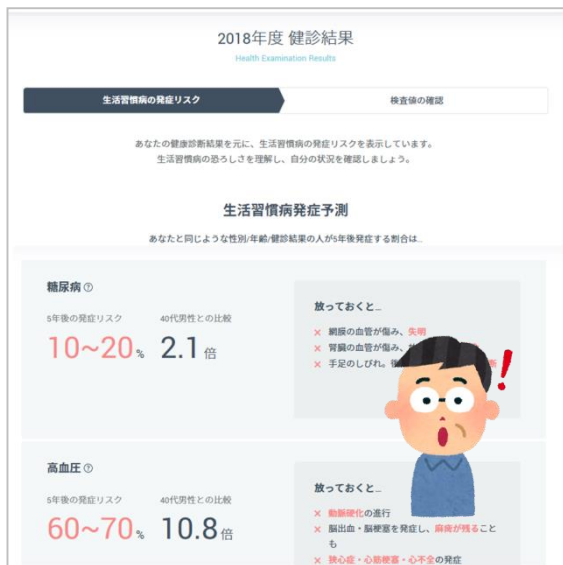 2018年度 健診結果
Health Examination Results
生活習慣病の発症リスク
検査値の確認
あなたの健康診断結果を元に、生活習慣病の発症リスクを表示しています。
生活習慣病の恐ろしさを理解し、自分の状況を確認しましょう。
生活習慣病発症予測
あなたと同じような性別/年齢/健診結果の人が5年後発症する割合は…
糖尿病 ?
5年後の発症リスク 40代男性との比較
10~20% 2.1倍
放っておくと…
× 網膜の血管が傷み、失明
× 腎臓の血管が傷み、
× 手足のしびれ。
高血圧 ?
5年後の発症リスク 40代男性との比較
60~70% 10.8倍
放っておくと…
× 動脈硬化の進行
× 脳出血・脳梗塞を発症し、麻痺が残ること
も
× 狭心症・心筋梗塞・心不全の発症